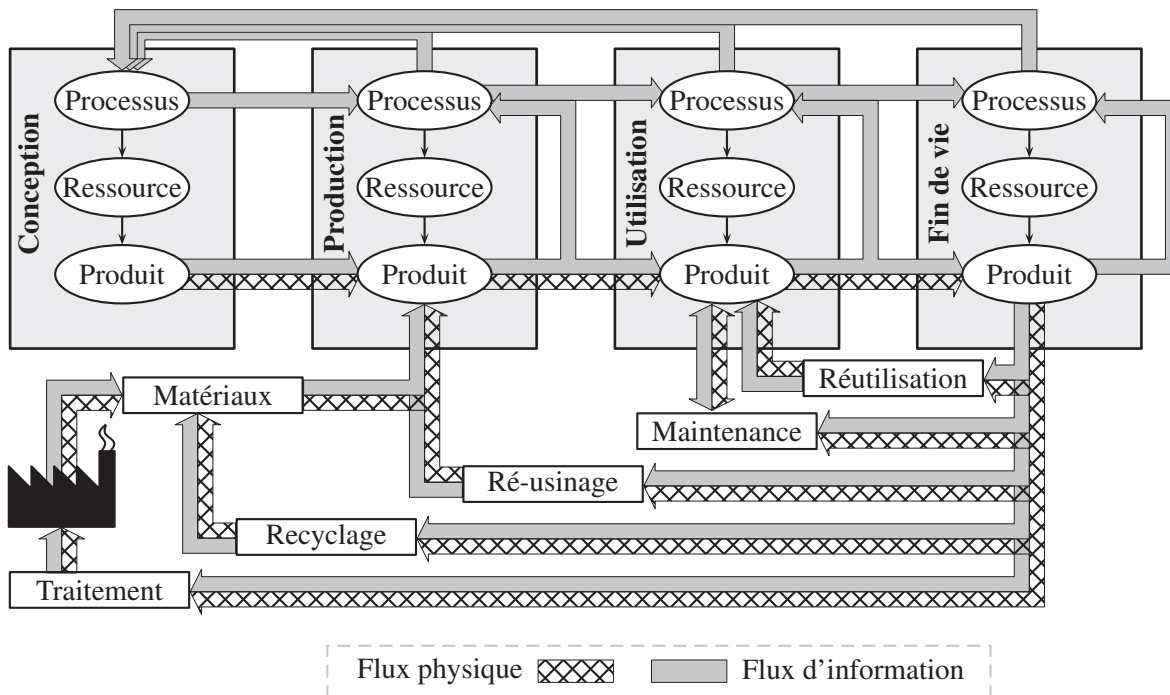 Conception
Processus
Ressource
Produit
Production
Processus
Ressource
Produit
Utilisation
Processus
Ressource
Produit
Fin de vie
Processus
Ressource
Produit
Matériaux
Réutilisation
Maintenance
Ré-usinage
Recyclage
Traitement
Flux physique
Flux d'information